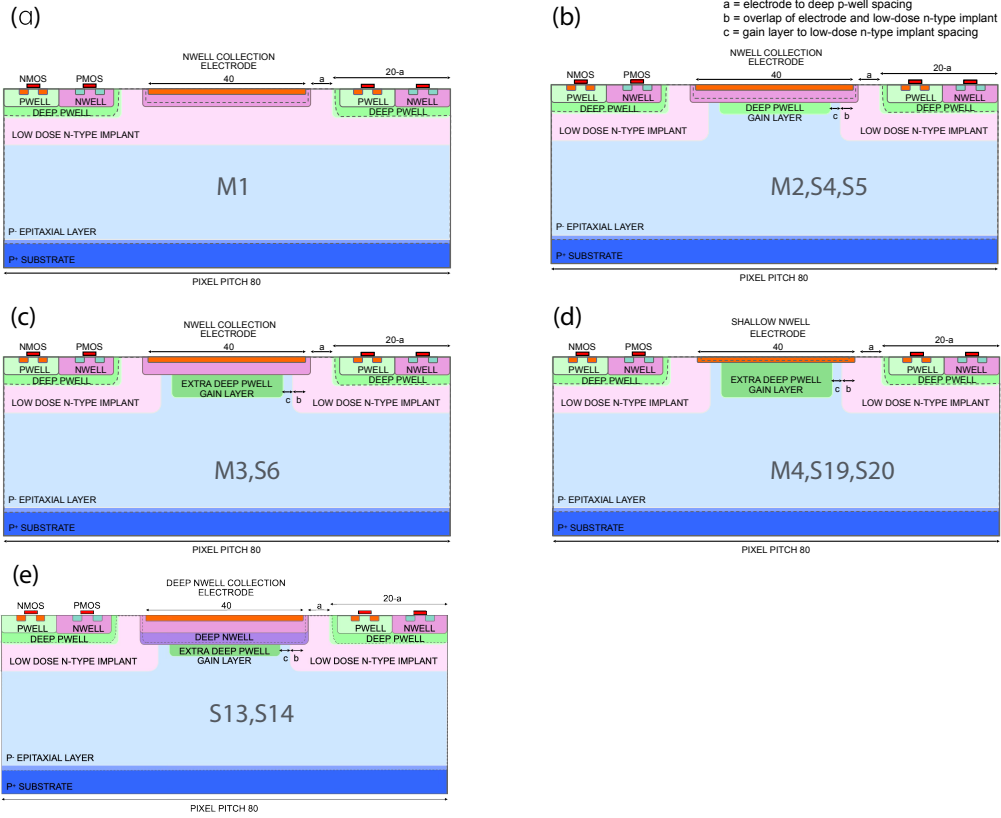 (a)
NWELL COLLECTION
ELECTRODE
NMOS PMOS 40 a 20-a
PWELL NWELL PWELL NWELL
DEEP PWELL DEEP PWELL
LOW DOSE N-TYPE IMPLANT
M1
P- EPITAXIAL LAYER
P+ SUBSTRATE
PIXEL PITCH 80
(b)
a = electrode to deep p-well spacing
b = overlap of electrode and low-dose n-type implant
c = gain layer to low-dose n-type implant spacing
NWELL COLLECTION
ELECTRODE
NMOS PMOS 40 a 20-a
PWELL NWELL PWELL NWELL
DEEP PWELL DEEP PWELL DEEP PWELL
GAIN LAYER c b
LOW DOSE N-TYPE IMPLANT LOW DOSE N-TYPE IMPLANT
M2,S4,S5
P- EPITAXIAL LAYER
P+ SUBSTRATE
PIXEL PITCH 80
(c)
NWELL COLLECTION
ELECTRODE
NMOS PMOS 40 a 20-a
PWELL NWELL PWELL NWELL
DEEP PWELL EXTRA DEEP PWELL DEEP PWELL
GAIN LAYER c b
LOW DOSE N-TYPE IMPLANT LOW DOSE N-TYPE IMPLANT
M3,S6
P- EPITAXIAL LAYER
P+ SUBSTRATE
PIXEL PITCH 80
(d)
SHALLOW NWELL
ELECTRODE
NMOS PMOS 40 a 20-a
PWELL NWELL PWELL NWELL
DEEP PWELL EXTRA DEEP PWELL DEEP PWELL
GAIN LAYER c b
LOW DOSE N-TYPE IMPLANT LOW DOSE N-TYPE IMPLANT
M4,S19,S20
P- EPITAXIAL LAYER
P+ SUBSTRATE
PIXEL PITCH 80
(e)
DEEP NWELL COLLECTION
ELECTRODE
NMOS PMOS 40 a 20-a
PWELL NWELL PWELL NWELL
DEEP PWELL DEEP NWELL DEEP PWELL
EXTRA DEEP PWELL
GAIN LAYER c b
LOW DOSE N-TYPE IMPLANT LOW DOSE N-TYPE IMPLANT
S13,S14
P- EPITAXIAL LAYER
P+ SUBSTRATE
PIXEL PITCH 80